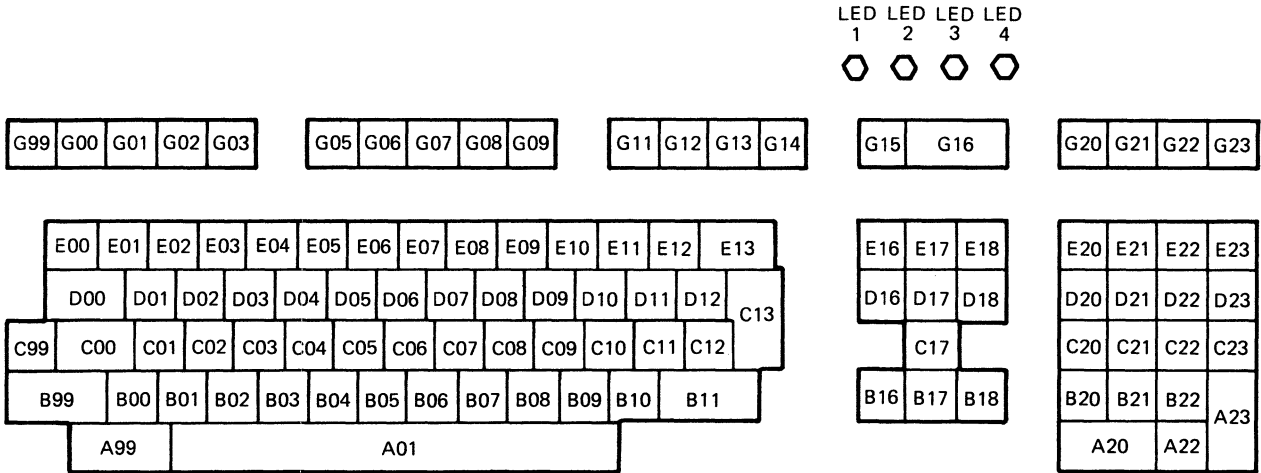 LED LED LED LED
1 2 3 4
G99 G00 G01 G02 G03 G05 G06 G07 G08 G09 G11 G12 G13 G14 G15 G16 G20 G21 G22 G23
E00 E01 E02 E03 E04 E05 E06 E07 E08 E09 E10 E11 E12 E13 E16 E17 E18 E20 E21 E22 E23
D00 D01 D02 D03 D04 D05 D06 D07 D08 D09 D10 D11 D12 D16 D17 D18 D20 D21 D22 D23
C13
C99 C00 C01 C02 C03 C04 C05 C06 C07 C08 C09 C10 C11 C12 C17 C20 C21 C22 C23
B99 B00 B01 B02 B03 B04 B05 B06 B07 B08 B09 B10 B11 B16 B17 B18 B20 B21 B22
A23
A99 A01 A20 A22